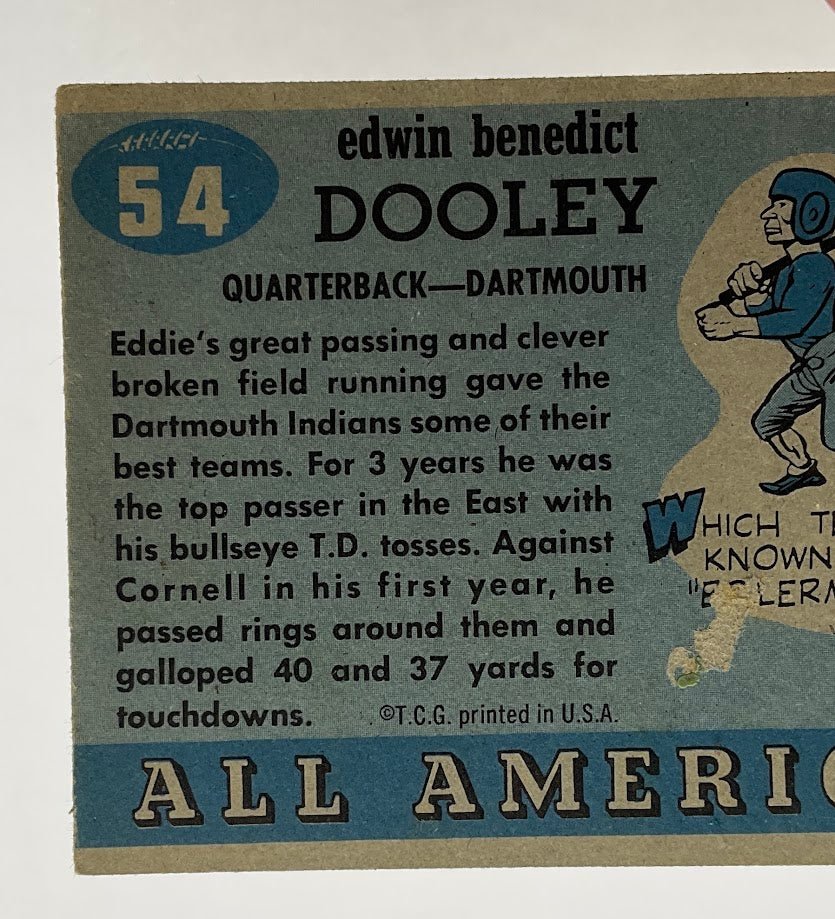 54
edwin benedict
DOOLEY
QUARTERBACK—DARTMOUTH
Eddie's great passing and clever
broken field running gave the
Dartmouth Indians some of their
best teams. For 3 years he was
the top passer in the East with
his bullseye T.D. tosses. Against
Cornell in his first year, he
passed rings around them and
galloped 40 and 37 yards for
touchdowns.
©T.C.G. printed in U.S.A.
WHICH
KNOWN
ALL